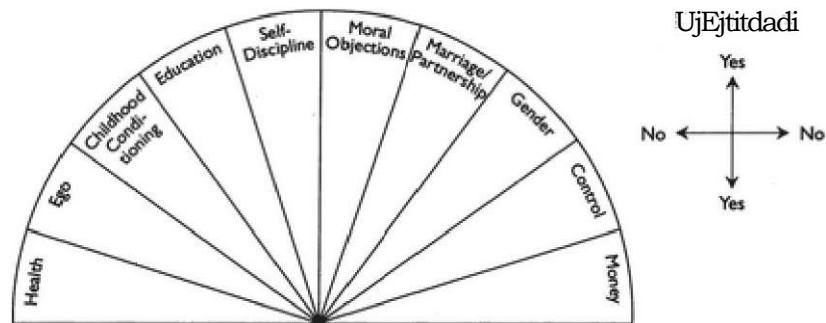 Health
Ego
Childhood
Condi-
tioning
Education
Self-
Discipline
Moral
Objections
Marriage/
Partnership
Gender
Control
Money
UjEjtitdadi
Yes
No
No
Yes